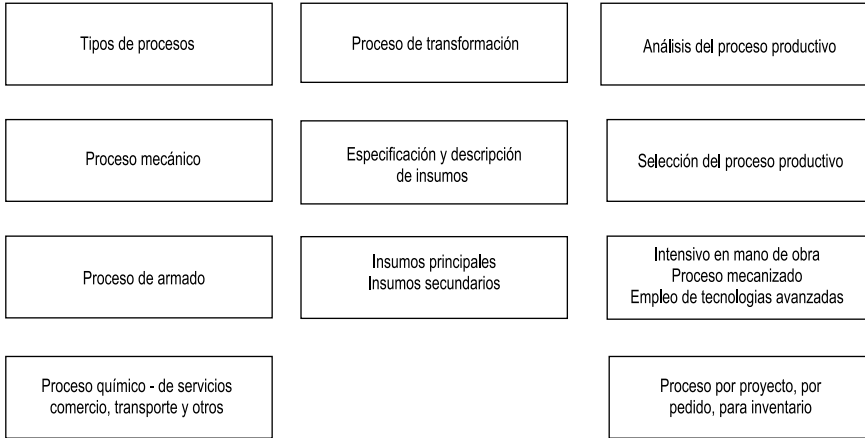 Tipos de procesos
Proceso de transformación
Análisis del proceso productivo
Proceso mecánico
Especificación y descripción
de insumos
Selección del proceso productivo
Proceso de armado
Insumos principales
Insumos secundarios
Intensivo en mano de obra
Proceso mecanizado
Empleo de tecnologias avanzadas
Proceso químico - de servicios
comercio, transporte y otros
Proceso por proyecto, por
pedido, para inventario